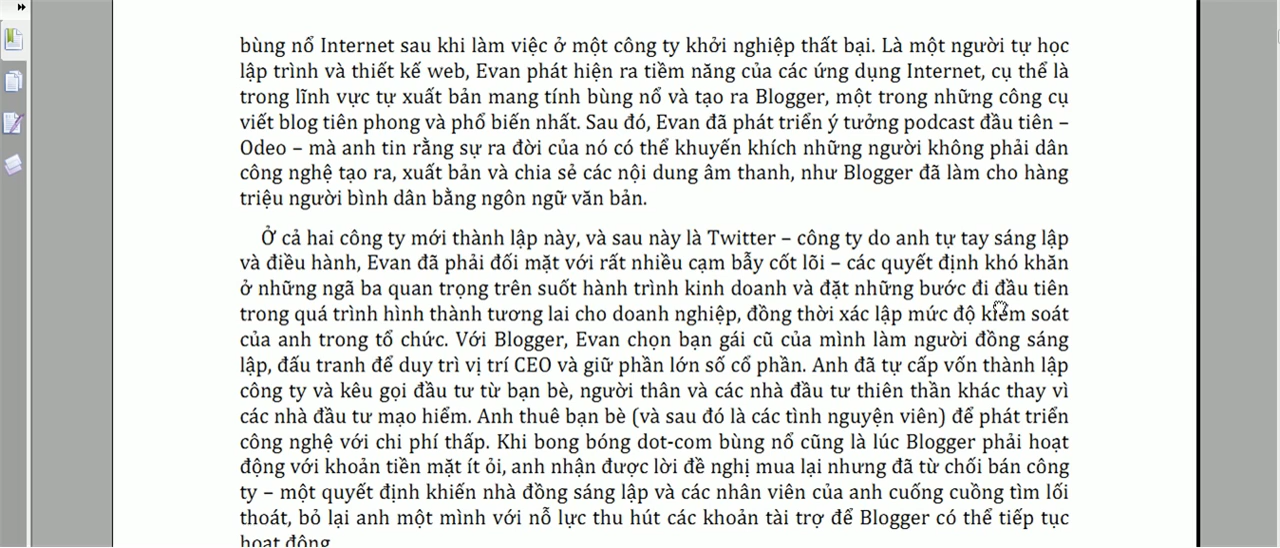 bùng nổ Internet sau khi làm việc ở một công ty khởi nghiệp thất bại. Là một người tự học
lập trình và thiết kế web, Evan phát hiện ra tiềm năng của các ứng dụng Internet, cụ thể là
trong lĩnh vực tự xuất bản mang tính bùng nổ và tạo ra Blogger, một trong những công cụ
viết blog tiên phong và phổ biến nhất. Sau đó, Evan đã phát triển ý tưởng podcast đầu tiên –
Odeo – mà anh tin rằng sự ra đời của nó có thể khuyến khích những người không phải dân
công nghệ tạo ra, xuất bản và chia sẻ các nội dung âm thanh, như Blogger đã làm cho hàng
triệu người bình dân bằng ngôn ngữ văn bản.
Ở cả hai công ty mới thành lập này, và sau này là Twitter – công ty do anh tự tay sáng lập
và điều hành, Evan đã phải đối mặt với rất nhiều cạm bẫy cốt lõi – các quyết định khó khăn
ở những ngã ba quan trọng trên suốt hành trình kinh doanh và đặt những bước đi đầu tiên
trong quá trình hình thành tương lai cho doanh nghiệp, đồng thời xác lập mức độ kiểm soát
của anh trong tổ chức. Với Blogger, Evan chọn bạn gái cũ của mình làm người đồng sáng
lập, đấu tranh để duy trì vị trí CEO và giữ phần lớn số cổ phần. Anh đã tự cấp vốn thành lập
công ty và kêu gọi đầu tư từ bạn bè, người thân và các nhà đầu tư thiên thần khác thay vì
các nhà đầu tư mạo hiểm. Anh thuê bạn bè (và sau đó là các tình nguyện viên) để phát triển
công nghệ với chi phí thấp. Khi bong bóng dot-com bùng nổ cũng là lúc Blogger phải hoạt
động với khoản tiền mặt ít ỏi, anh nhận được lời đề nghị mua lại nhưng đã từ chối bán công
ty – một quyết định khiến nhà đồng sáng lập và các nhân viên của anh cuống cuồng tìm lối
thoát, bỏ lại anh một mình với nỗ lực thu hút các khoản tài trợ để Blogger có thể tiếp tục
hoạt động.